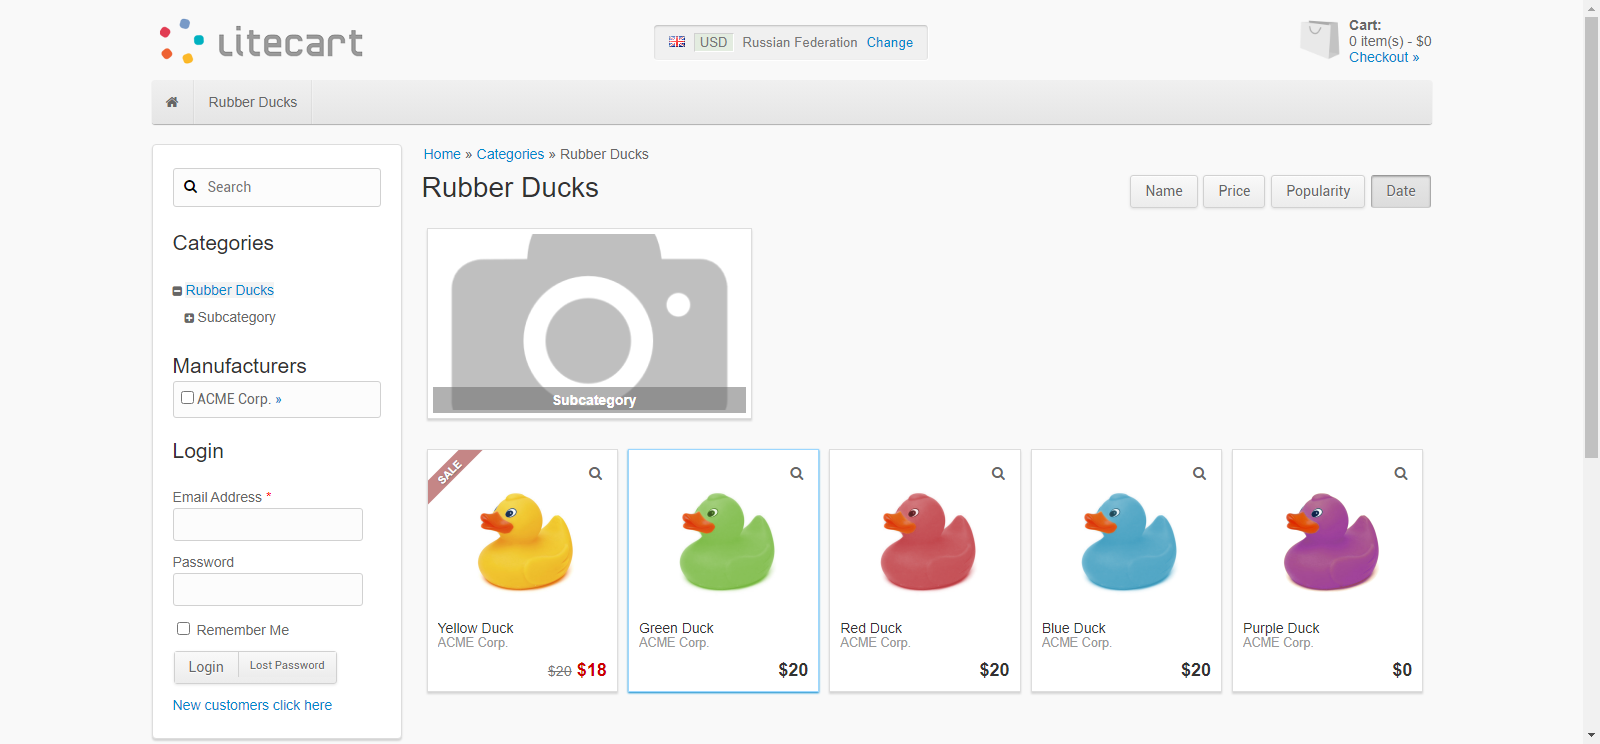 litecart
USD Russian Federation Change
Cart:
0 item(s) - $0
Checkout »
Rubber Ducks
Search
Categories
Rubber Ducks
Subcategory
Manufacturers
ACME Corp. »
Login
Email Address *
Password
Remember Me
Login Lost Password
New customers click here
Home » Categories » Rubber Ducks
Rubber Ducks
Name Price Popularity Date
Subcategory
SALE
Yellow Duck
ACME Corp.
$20 $18
Green Duck
ACME Corp.
$20
Red Duck
ACME Corp.
$20
Blue Duck
ACME Corp.
$20
Purple Duck
ACME Corp.
$0